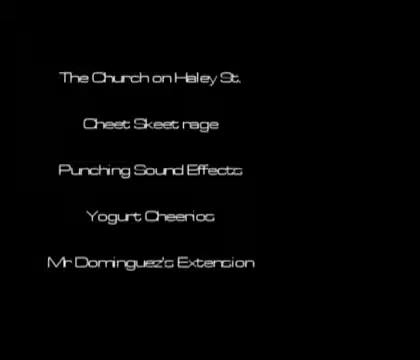 The Church on Haley St.
Cheet Skeet rage
Punching Sound Effects
Yogurt Cheerios
Mr Dominguez's Extension